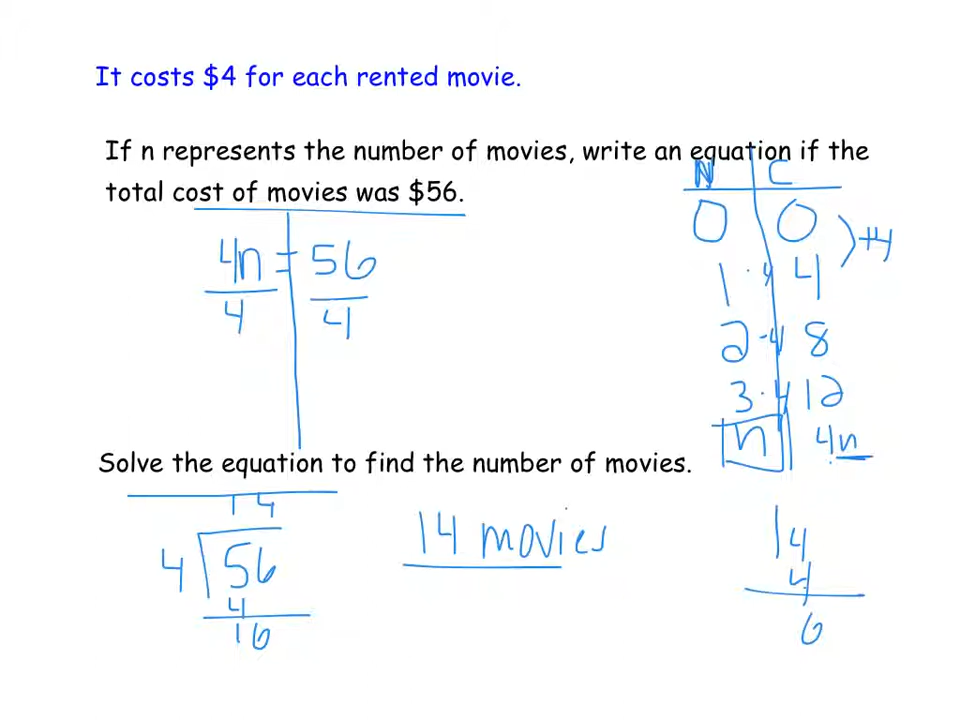 It costs $4 for each rented movie.
If n represents the number of movies, write an equation if the
total cost of movies was $56.
N C
0 0
+4
4n = 56
4 4
1 · 4 4
2 · 4 8
3 · 4 12
n 4n
Solve the equation to find the number of movies.
14
4 56
4
16
14 movies
14
4
6